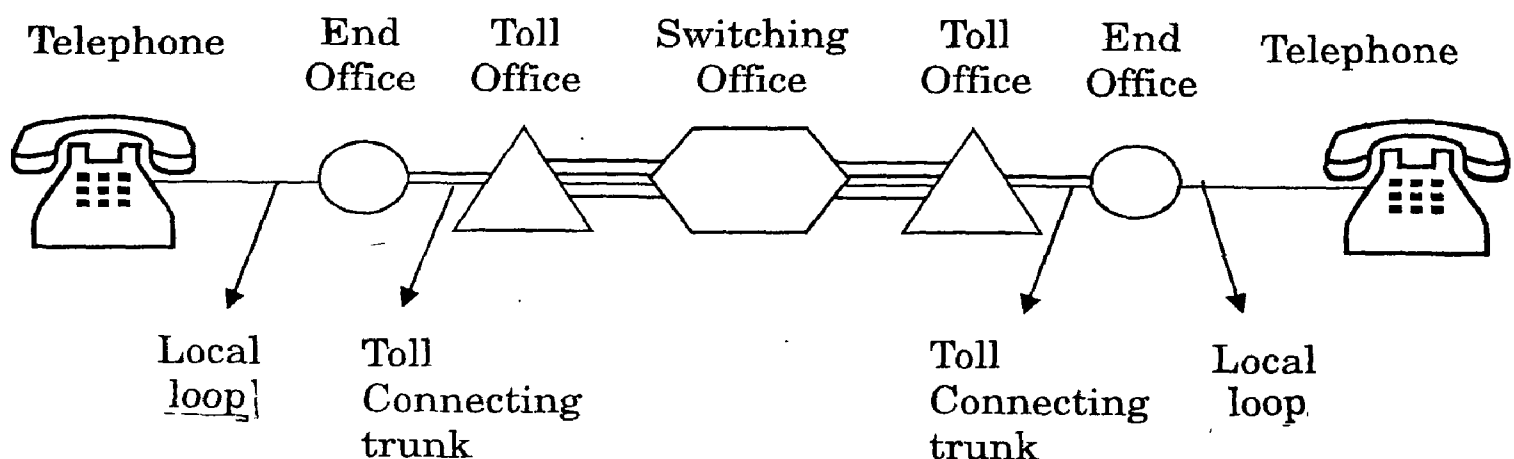 Telephone
End
Office
Toll
Office
Switching
Office
Toll
Office
End
Office
Telephone
Local
loop
Toll
Connecting
trunk
Toll
Connecting
trunk
Local
loop